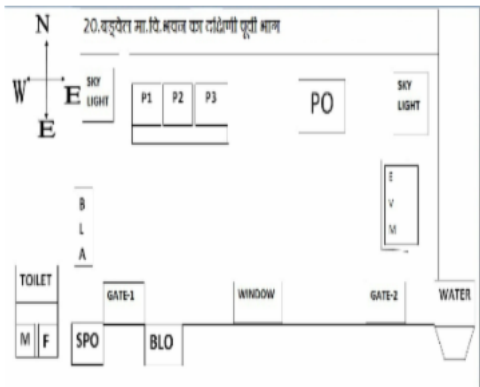 N
20.बड़वेल मा.वि.भवन का दक्षिणी पूर्वी भाग
W E
E
SKY
LIGHT
P1 P2 P3
PO
SKY
LIGHT
E
V
M
B
L
A
TOILET
GATE-1
WINDOW
GATE-2
WATER
M F
SPO
BLO